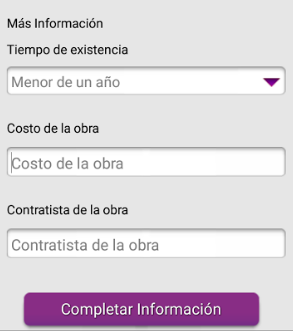 Más Información
Tiempo de existencia
Menor de un año
Costo de la obra
Costo de la obra
Contratista de la obra
Contratista de la obra
Completar Información